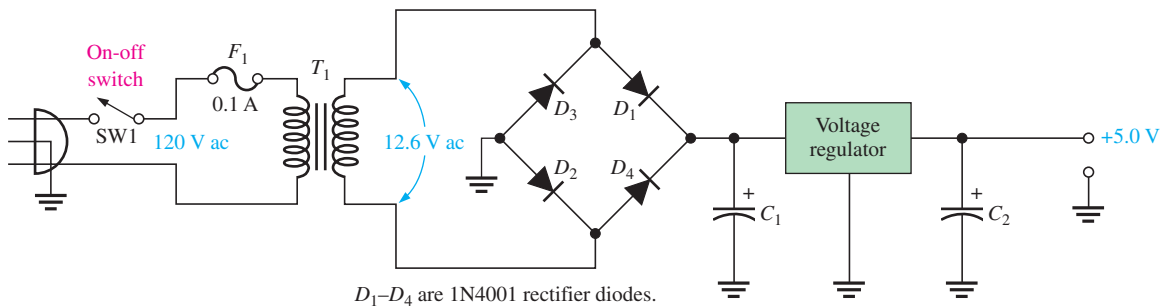 On-off
switch
SW1
120 V ac
F1
0.1 A
T1
12.6 V ac
D3
D1
D2
D4
C1
Voltage
regulator
+
C2
+
+5.0 V
D1–D4 are 1N4001 rectifier diodes.